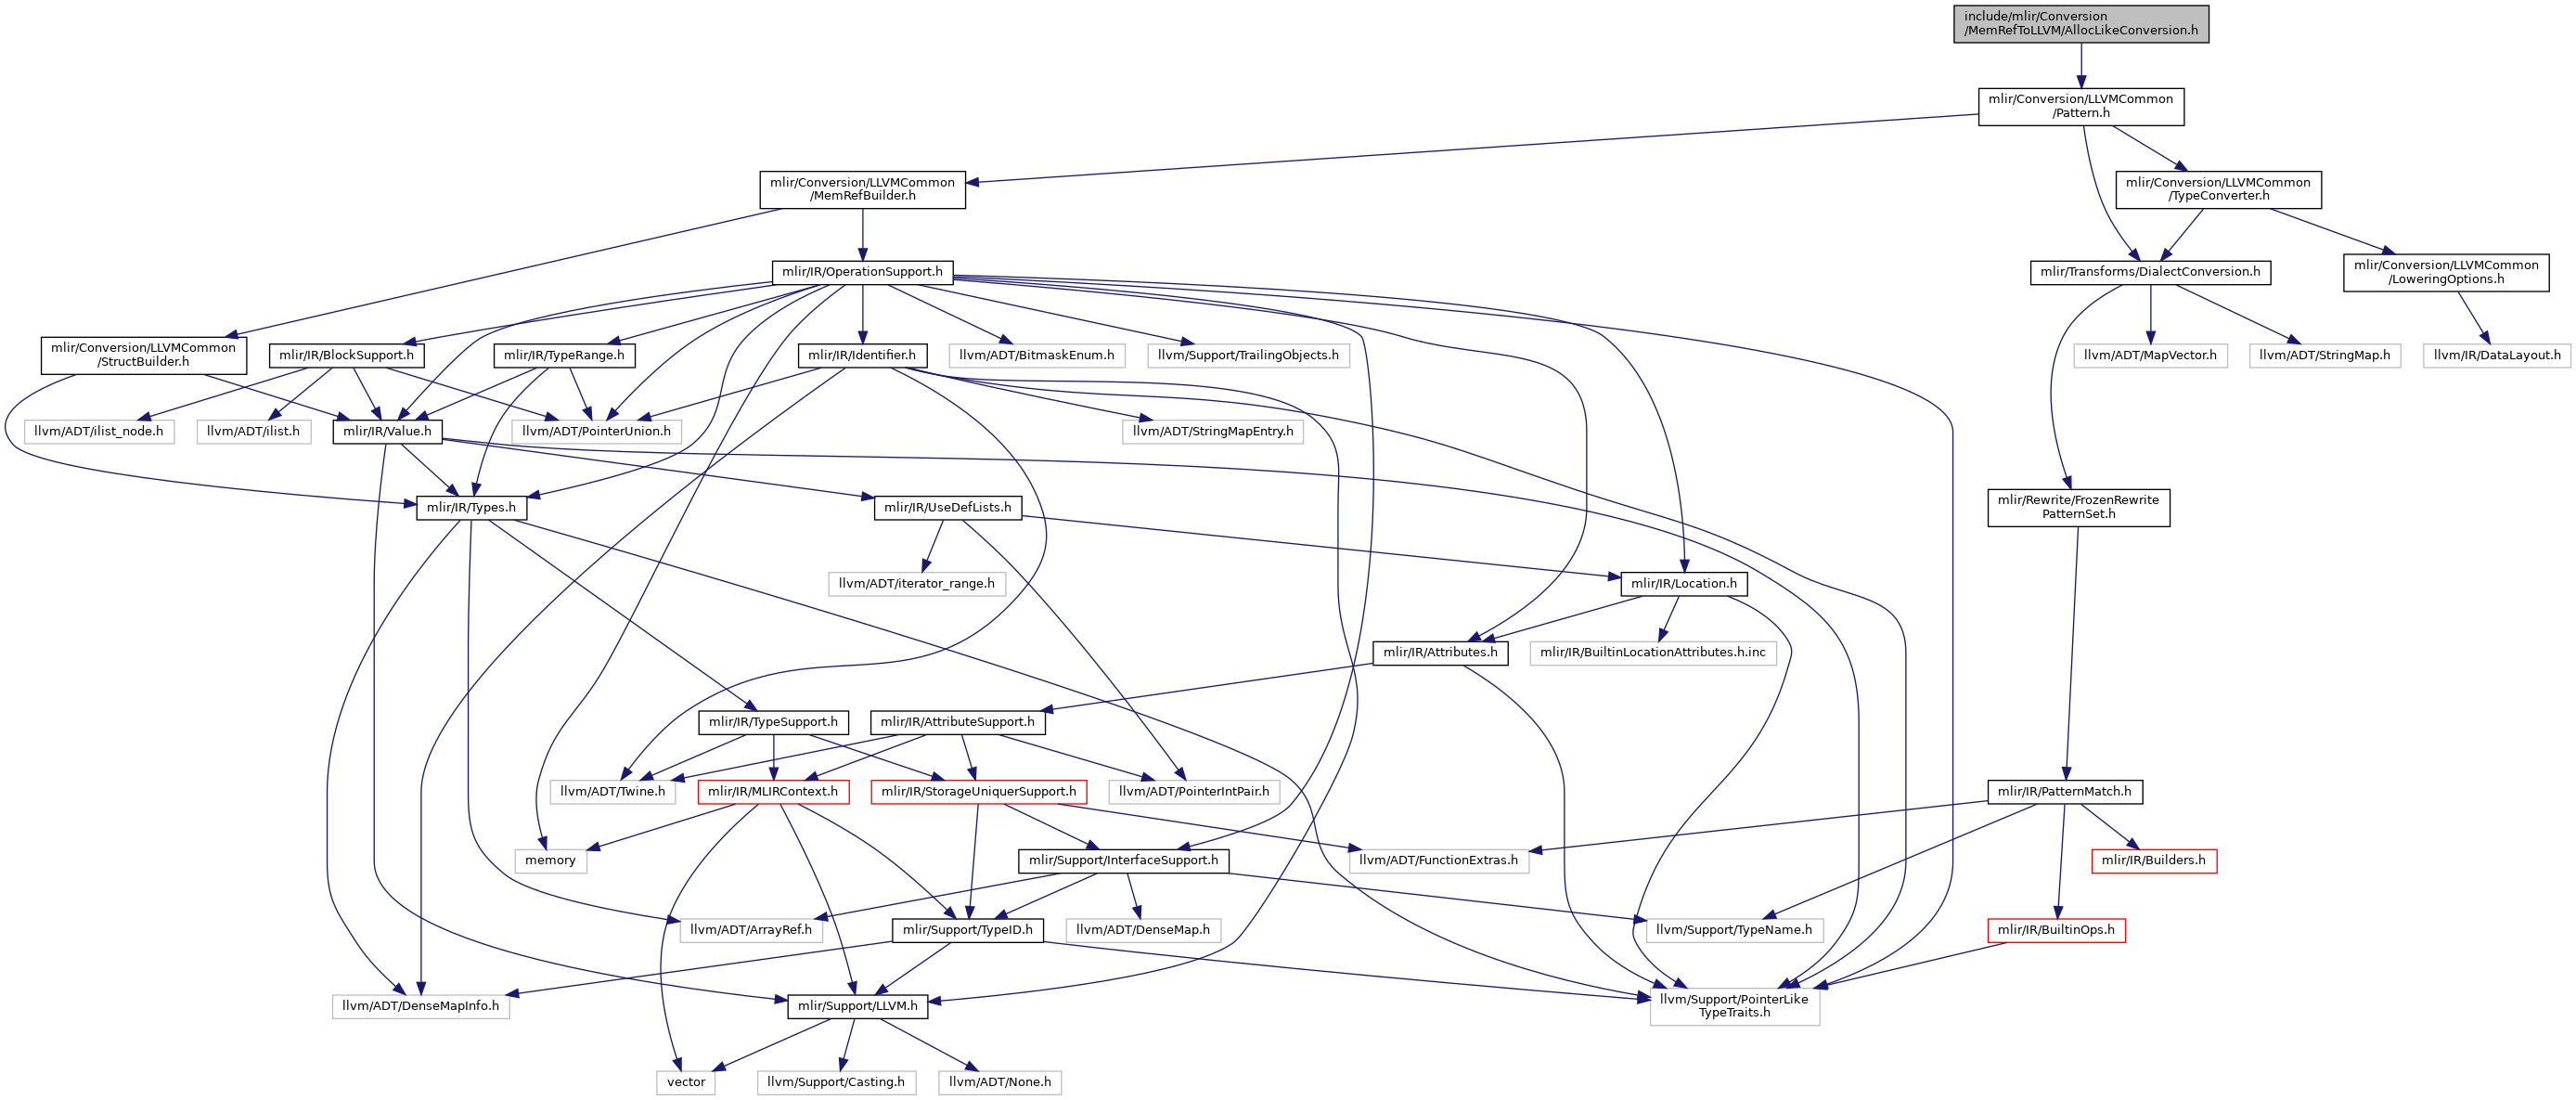 include/mlir/Conversion
/MemRefToLLVM/AllocLikeConversion.h
mlir/Conversion/LLVMCommon
/Pattern.h
mlir/Conversion/LLVMCommon
/MemRefBuilder.h
mlir/Conversion/LLVMCommon
/TypeConverter.h
mlir/IR/OperationSupport.h
mlir/Transforms/DialectConversion.h
mlir/Conversion/LLVMCommon
/LoweringOptions.h
mlir/Conversion/LLVMCommon
/StructBuilder.h
mlir/IR/BlockSupport.h
mlir/IR/TypeRange.h
mlir/IR/Identifier.h
llvm/ADT/BitmaskEnum.h
llvm/Support/TrailingObjects.h
llvm/ADT/MapVector.h
llvm/ADT/StringMap.h
llvm/IR/DataLayout.h
llvm/ADT/ilist_node.h
llvm/ADT/ilist.h
mlir/IR/Value.h
llvm/ADT/PointerUnion.h
llvm/ADT/StringMapEntry.h
mlir/IR/Types.h
mlir/IR/UseDefLists.h
mlir/Rewrite/FrozenRewrite
PatternSet.h
llvm/ADT/iterator_range.h
mlir/IR/Location.h
mlir/IR/Attributes.h
mlir/IR/BuiltinLocationAttributes.h.inc
mlir/IR/TypeSupport.h
mlir/IR/AttributeSupport.h
llvm/ADT/Twine.h
mlir/IR/MLIRContext.h
mlir/IR/StorageUniquerSupport.h
llvm/ADT/PointerIntPair.h
mlir/IR/PatternMatch.h
memory
mlir/Support/InterfaceSupport.h
llvm/ADT/FunctionExtras.h
mlir/IR/Builders.h
llvm/ADT/ArrayRef.h
mlir/Support/TypeID.h
llvm/ADT/DenseMap.h
llvm/Support/TypeName.h
mlir/IR/BuiltinOps.h
llvm/ADT/DenseMapInfo.h
mlir/Support/LLVM.h
llvm/Support/PointerLike
TypeTraits.h
vector
llvm/Support/Casting.h
llvm/ADT/None.h